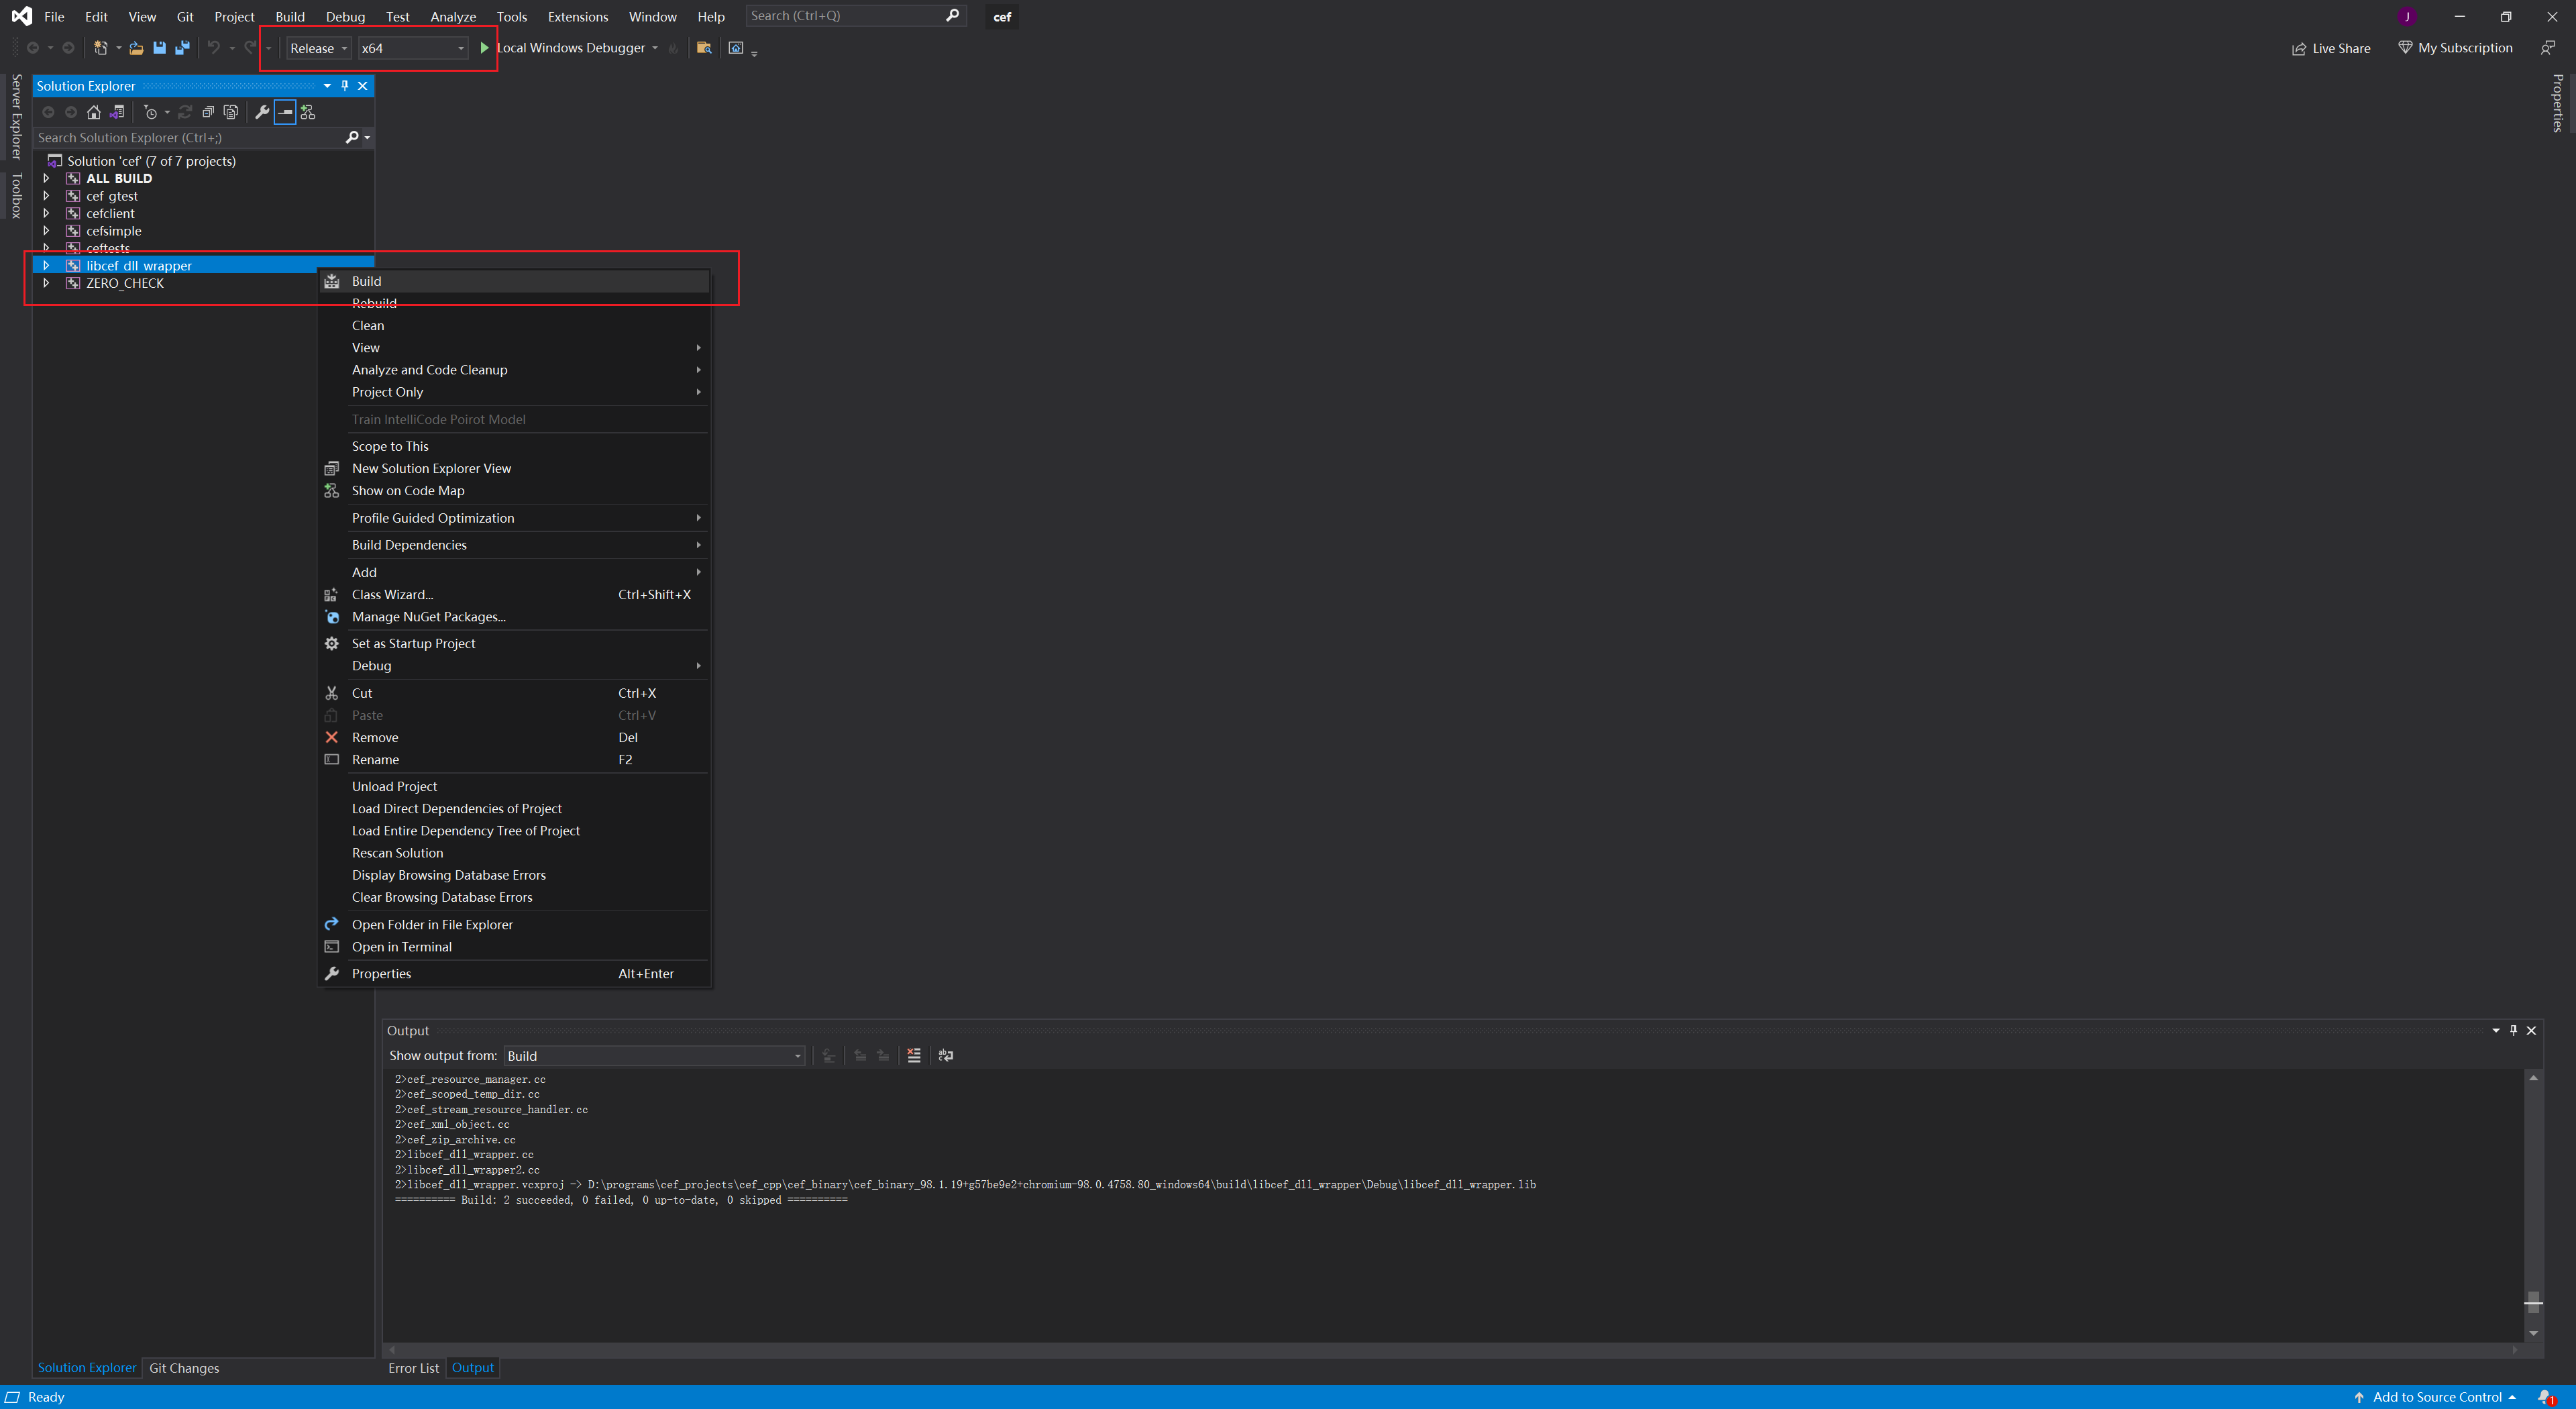 File Edit View Git Project Build Debug Test Analyze Tools Extensions Window Help Search (Ctrl+Q) cef J
Release x64 Local Windows Debugger Live Share My Subscription
Server Explorer
Toolbox
Properties
Solution Explorer
Search Solution Explorer (Ctrl+;)
Solution 'cef' (7 of 7 projects)
ALL_BUILD
cef_gtest
cefclient
cefsimple
ceftests
libcef_dll_wrapper
ZERO_CHECK
Build
Rebuild
Clean
View
Analyze and Code Cleanup
Project Only
Train IntelliCode Poirot Model
Scope to This
New Solution Explorer View
Show on Code Map
Profile Guided Optimization
Build Dependencies
Add
Class Wizard... Ctrl+Shift+X
Manage NuGet Packages...
Set as Startup Project
Debug
Cut Ctrl+X
Paste Ctrl+V
Remove Del
Rename F2
Unload Project
Load Direct Dependencies of Project
Load Entire Dependency Tree of Project
Rescan Solution
Display Browsing Database Errors
Clear Browsing Database Errors
Open Folder in File Explorer
Open in Terminal
Properties Alt+Enter
Output
Show output from: Build
2>cef_resource_manager.cc
2>cef_scoped_temp_dir.cc
2>cef_stream_resource_handler.cc
2>cef_xml_object.cc
2>cef_zip_archive.cc
2>libcef_dll_wrapper.cc
2>libcef_dll_wrapper2.cc
2>libcef_dll_wrapper.vcxproj -> D:\programs\cef_projects\cef_cpp\cef_binary\cef_binary_98.1.19+g57be9e2+chromium-98.0.4758.80_windows64\build\libcef_dll_wrapper\Debug\libcef_dll_wrapper.lib
========== Build: 2 succeeded, 0 failed, 0 up-to-date, 0 skipped ==========
Solution Explorer Git Changes
Error List Output
Ready Add to Source Control 1